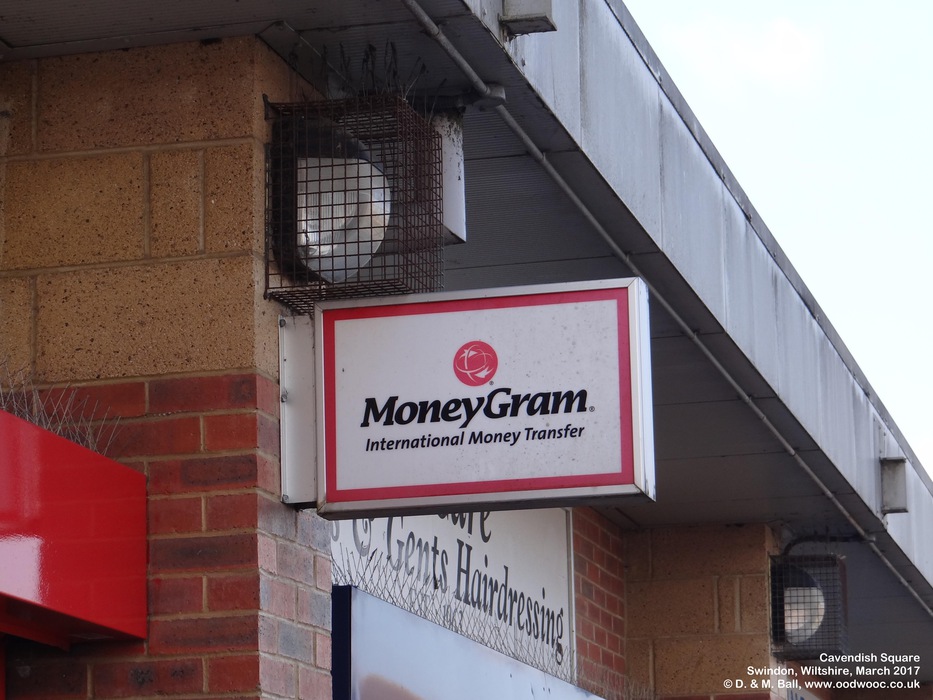 MoneyGram®
International Money Transfer
& Gents Hairdressing
Cavendish Square
Swindon, Wiltshire, March 2017
© D. & M. Ball, www.oodwooc.co.uk